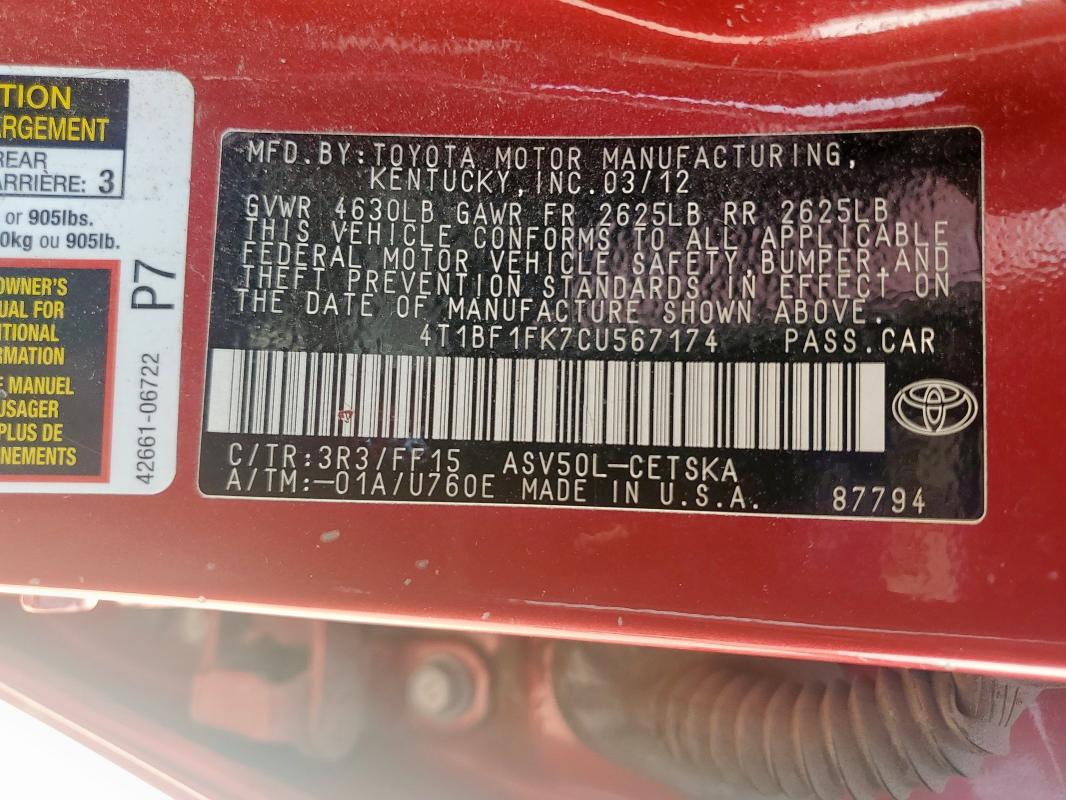 TION
ARGEMENT
REAR
ARRIÈRE: 3
or 905lbs.
0kg ou 905lb.
OWNER'S
UAL FOR
ITIONAL
RMATION
MANUEL
USAGER
PLUS DE
NEMENTS
P7
42661-06722
MFD.BY:TOYOTA MOTOR MANUFACTURING,
KENTUCKY,INC.03/12
GVWR 4630LB GAWR FR 2625LB RR 2625LB
THIS VEHICLE CONFORMS TO ALL APPLICABLE
FEDERAL MOTOR VEHICLE SAFETY,BUMPER,AND
THEFT PREVENTION STANDARDS IN EFFECT ON
THE DATE OF MANUFACTURE SHOWN ABOVE.
4T1BF1FK7CU567174 PASS.CAR
C/TR:3R3/FF15 ASV50L-CETSKA
A/TM:-01A/U760E MADE IN U.S.A. 87794